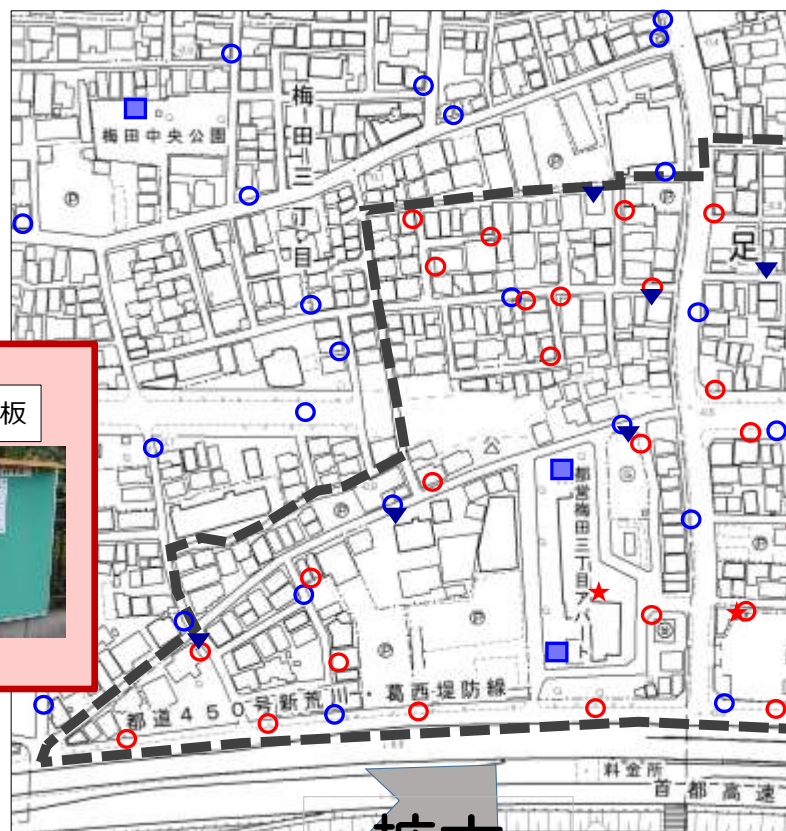 梅田三丁目
梅田中央公園
足
板
都営梅田三丁目アパート
都道450号新荒川・葛西堤防線
料金所
首都高速